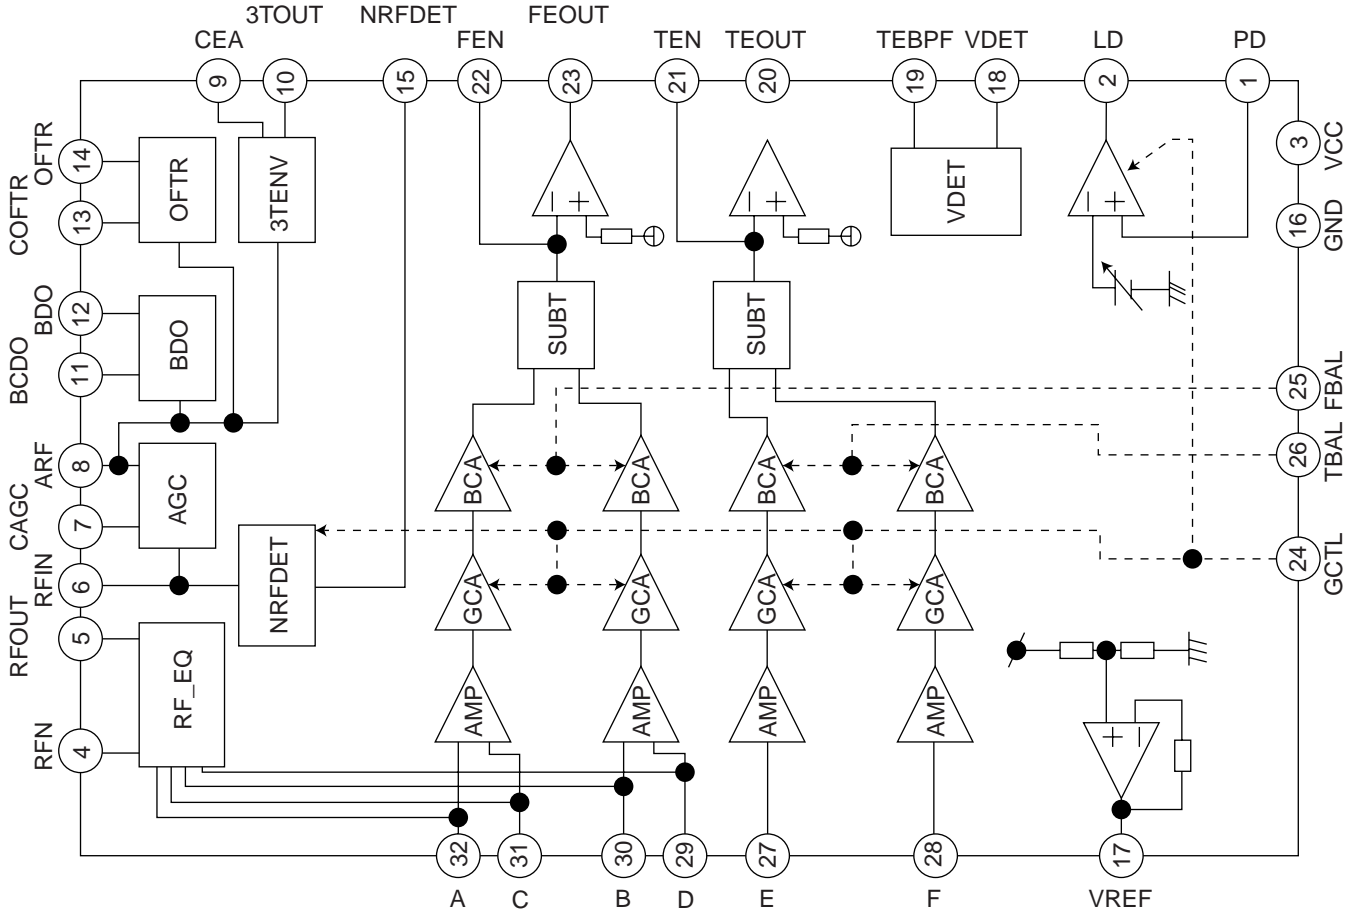 3TOUT NRFDET FEOUT
CEA FEN TEN TEOUT TEBPF VDET LD PD
9 10 15 22 23 21 20 19 18 2 1
OFTR
14
COFTR
13
OFTR
3TENV
VDET
3
VCC
16
GND
BDO
12
BCDO
11
BDO
SUBT
SUBT
25
FBAL
ARF
8
CAGC
7
AGC
BCA
BCA
BCA
BCA
26
TBAL
RFIN
6
NRFDET
GCA
GCA
GCA
GCA
24
GCTL
RFOUT
5
RFN
4
RF_EQ
AMP
AMP
AMP
AMP
32 31 30 29 27 28 17
A C B D E F VREF